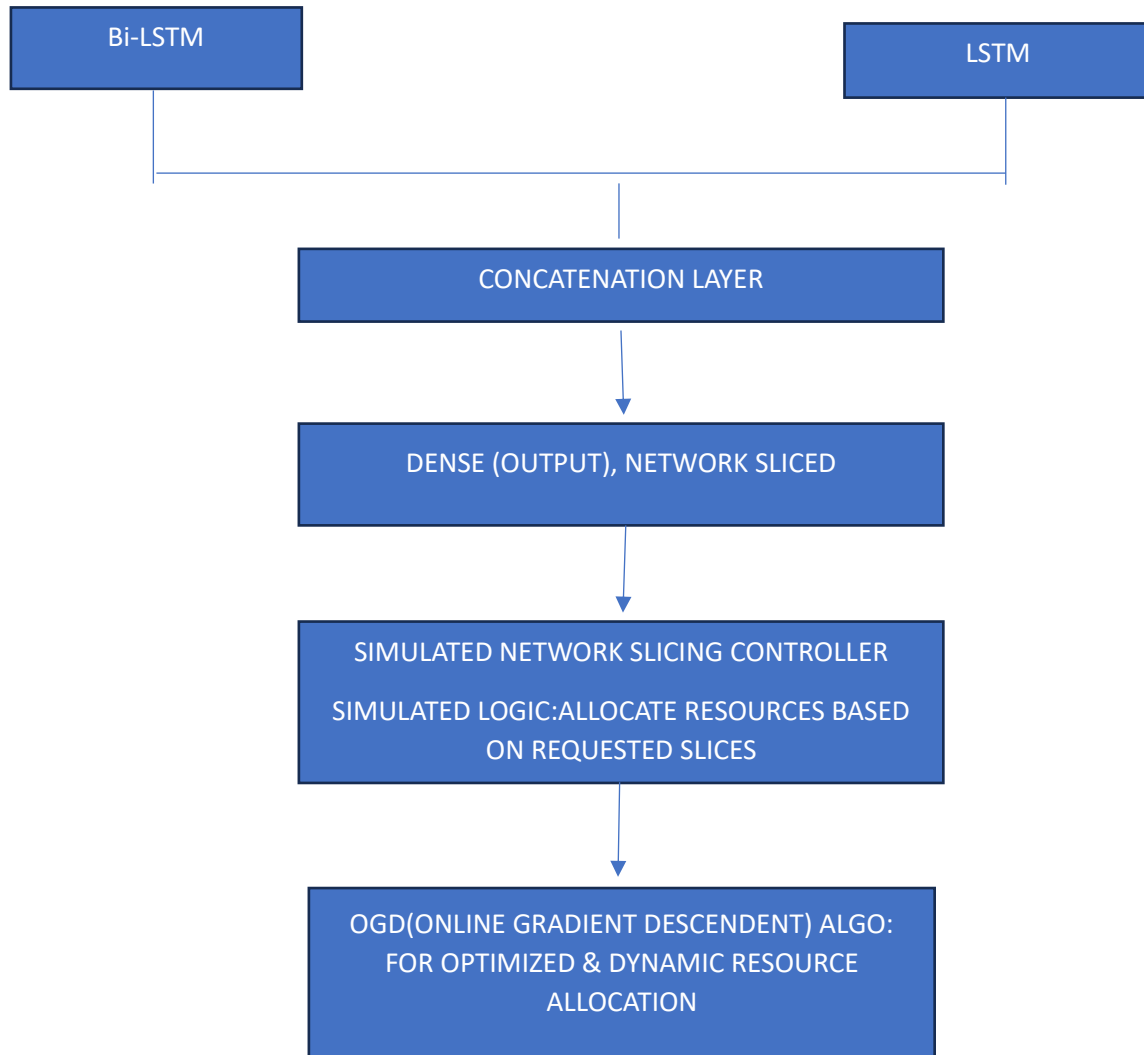 Bi-LSTM
LSTM
CONCATENATION LAYER
DENSE (OUTPUT), NETWORK SLICED
SIMULATED NETWORK SLICING CONTROLLER
SIMULATED LOGIC:ALLOCATE RESOURCES BASED
ON REQUESTED SLICES
OGD(ONLINE GRADIENT DESCENDENT) ALGO:
FOR OPTIMIZED & DYNAMIC RESOURCE
ALLOCATION